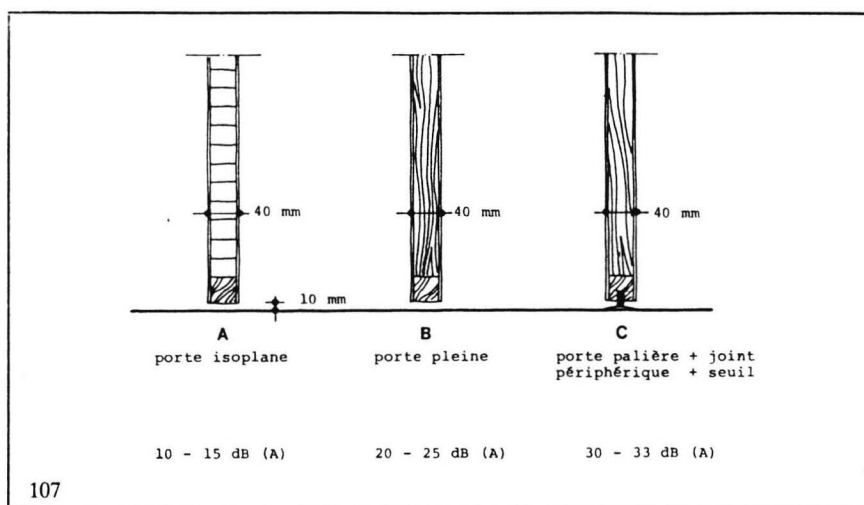 40 mm
40 mm
40 mm
10 mm
A
B
C
porte isoplane
porte pleine
porte palière + joint
périphérique + seuil
10 - 15 dB (A)
20 - 25 dB (A)
30 - 33 dB (A)
107